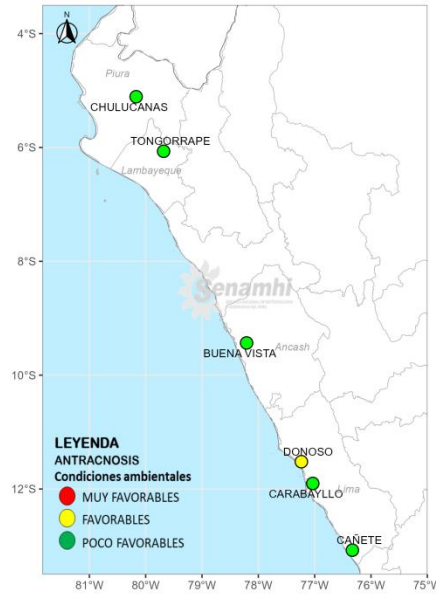 N
4°S
Piura
CHULUCANAS
6°S
TONGORRAPE
Lambayeque
8°S
Senamhi
BUENA VISTA
Ancash
10°S
LEYENDA
ANTRACNOSIS
Condiciones ambientales
MUY FAVORABLES
FAVORABLES
POCO FAVORABLES
DONOSO
12°S
CARABAYLLO
Lima
CAÑETE
81°W 80°W 79°W 78°W 77°W 76°W 75°W